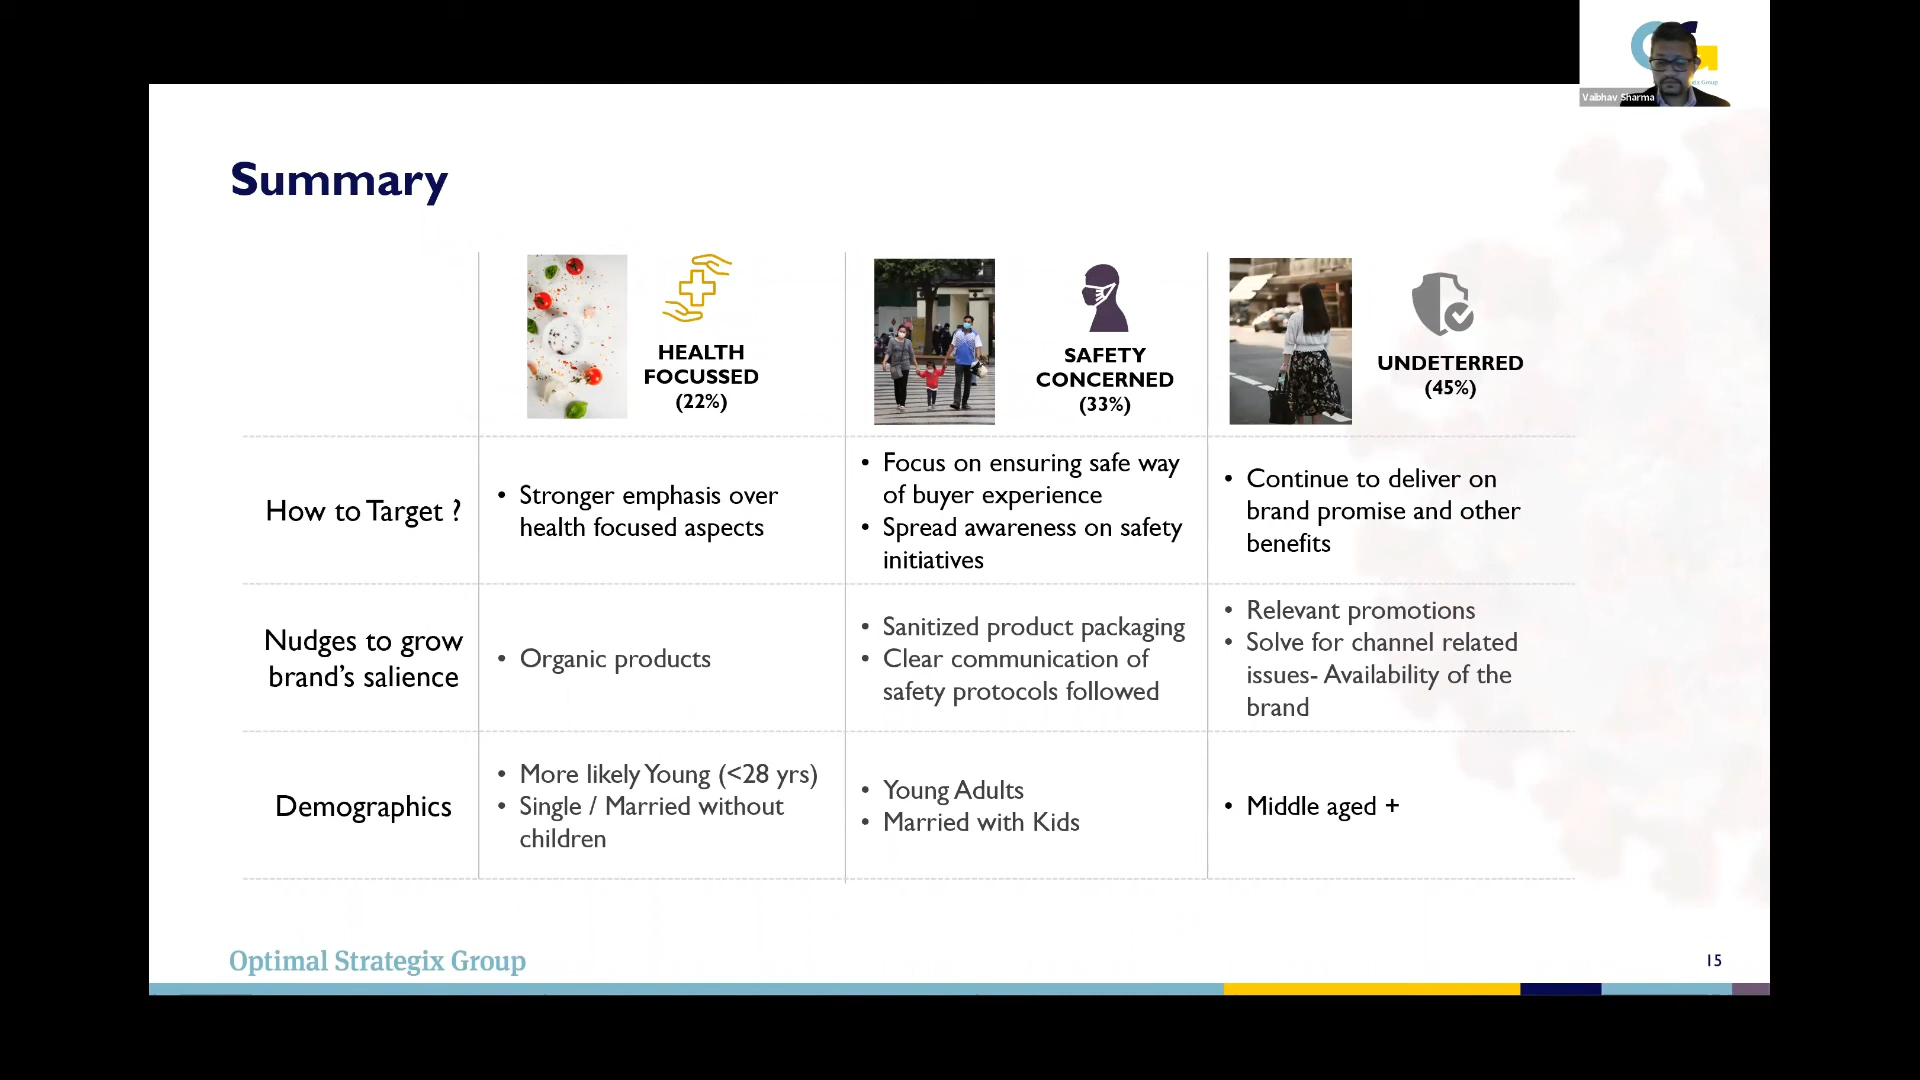 Vaibhav Sharma
Summary
HEALTH
FOCUSSED
(22%)
SAFETY
CONCERNED
(33%)
UNDETERRED
(45%)
How to Target ?
• Stronger emphasis over
health focused aspects
• Focus on ensuring safe way
of buyer experience
• Spread awareness on safety
initiatives
• Continue to deliver on
brand promise and other
benefits
Nudges to grow
brand’s salience
• Organic products
• Sanitized product packaging
• Clear communication of
safety protocols followed
• Relevant promotions
• Solve for channel related
issues- Availability of the
brand
Demographics
• More likely Young (<28 yrs)
• Single / Married without
children
• Young Adults
• Married with Kids
• Middle aged +
Optimal Strategix Group
15